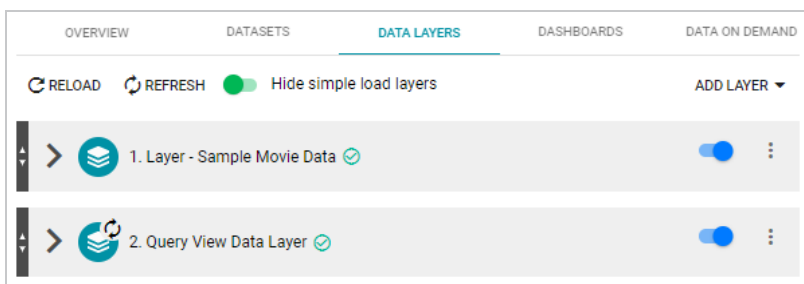 OVERVIEW DATASETS DATA LAYERS DASHBOARDS DATA ON DEMAND
RELOAD REFRESH Hide simple load layers ADD LAYER
1. Layer - Sample Movie Data
2. Query View Data Layer